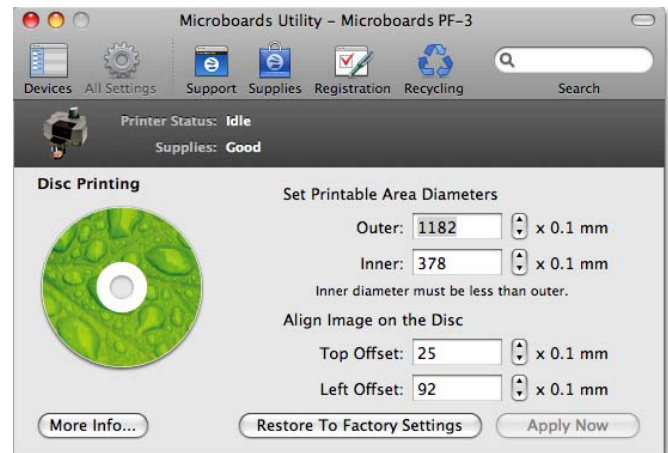 Microboards Utility – Microboards PF-3
Devices All Settings Support Supplies Registration Recycling Search
Printer Status: Idle
Supplies: Good
Disc Printing
Set Printable Area Diameters
Outer: 1182 x 0.1 mm
Inner: 378 x 0.1 mm
Inner diameter must be less than outer.
Align Image on the Disc
Top Offset: 25 x 0.1 mm
Left Offset: 92 x 0.1 mm
More Info... Restore To Factory Settings Apply Now